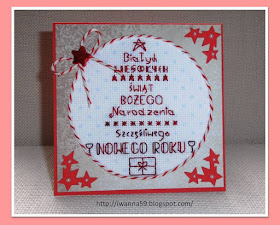 Białych
WESOŁYCH
ŚWIĄT
BOŻEGO
Narodzenia
Szczęśliwego
NOWEGO ROKU
http://iwanna59.blogspot.com/